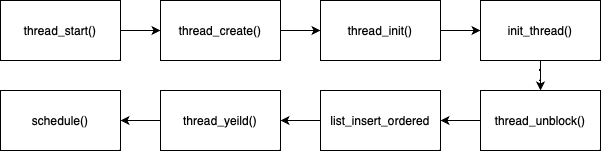 thread_start()
thread_create()
thread_init()
init_thread()
thread_unblock()
list_insert_ordered
thread_yeild()
schedule()